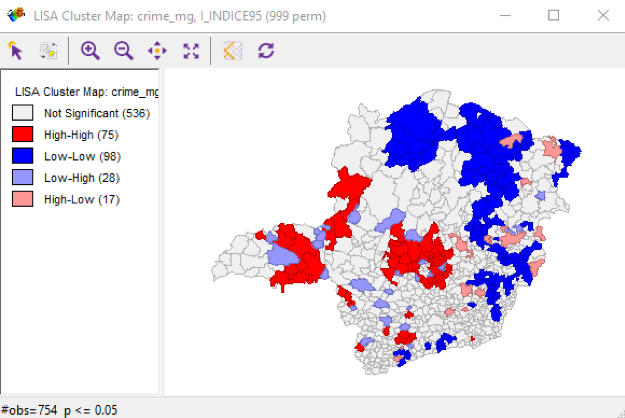 LISA Cluster Map: crime_mg, I_INDICE95 (999 perm)
LISA Cluster Map: crime_mg
Not Significant (536)
High-High (75)
Low-Low (98)
Low-High (28)
High-Low (17)
#obs=754 p <= 0.05